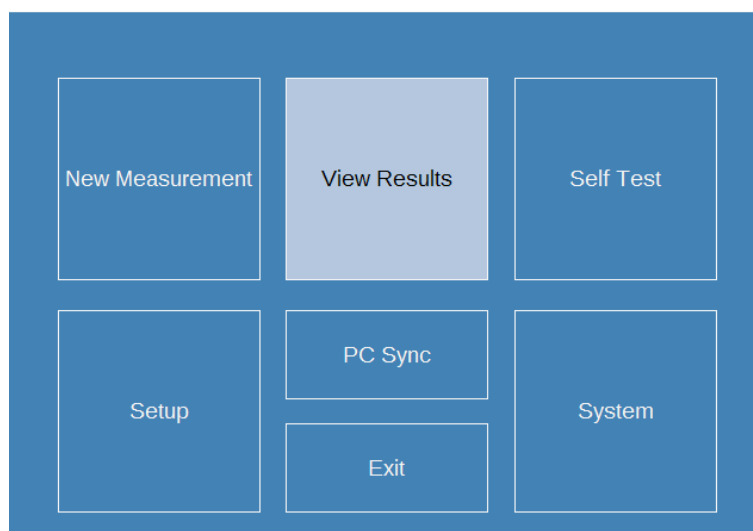 New Measurement
View Results
Self Test
Setup
PC Sync
System
Exit